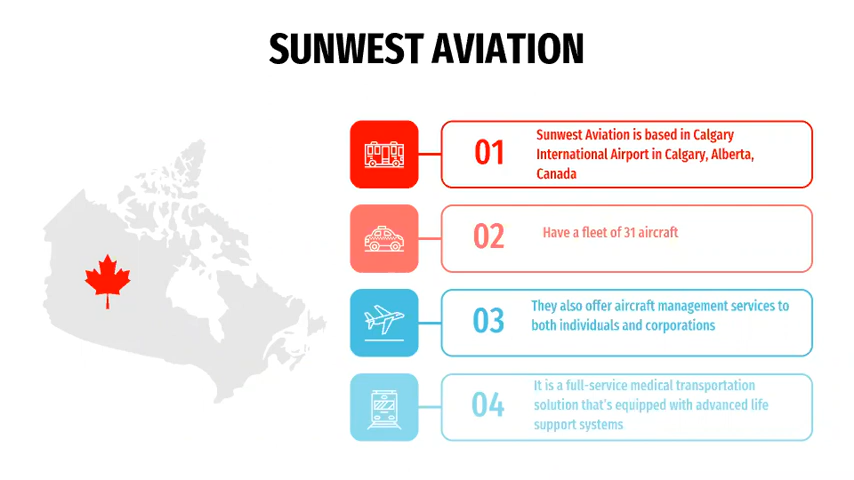 SUNWEST AVIATION
01
Sunwest Aviation is based in Calgary
International Airport in Calgary, Alberta,
Canada
02
Have a fleet of 31 aircraft
03
They also offer aircraft management services to
both individuals and corporations
04
It is a full-service medical transportation
solution that's equipped with advanced life
support systems